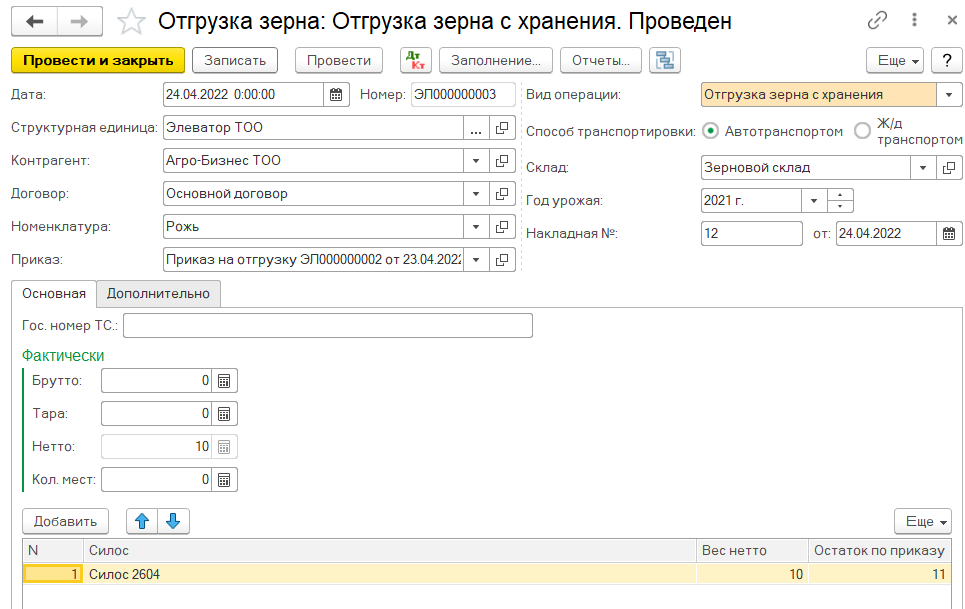 Отгрузка зерна: Отгрузка зерна с хранения. Проведен
Провести и закрыть Записать Провести Дт Кт Заполнение... Отчеты... Еще ?
Дата: 24.04.2022 0:00:00 Номер: ЭЛ000000003 Вид операции: Отгрузка зерна с хранения
Структурная единица: Элеватор ТОО ... Способ транспортировки: Автотранспортом Ж/д транспортом
Контрагент: Агро-Бизнес ТОО Склад: Зерновой склад
Договор: Основной договор Год урожая: 2021 г.
Номенклатура: Рожь Накладная №: 12 от: 24.04.2022
Приказ: Приказ на отгрузку ЭЛ000000002 от 23.04.2022
Основная Дополнительно
Гос. номер ТС.:
Фактически
Брутто: 0
Тара: 0
Нетто: 10
Кол. мест: 0
Добавить Еще
N Силос Вес нетто Остаток по приказу
1 Силос 2604 10 11